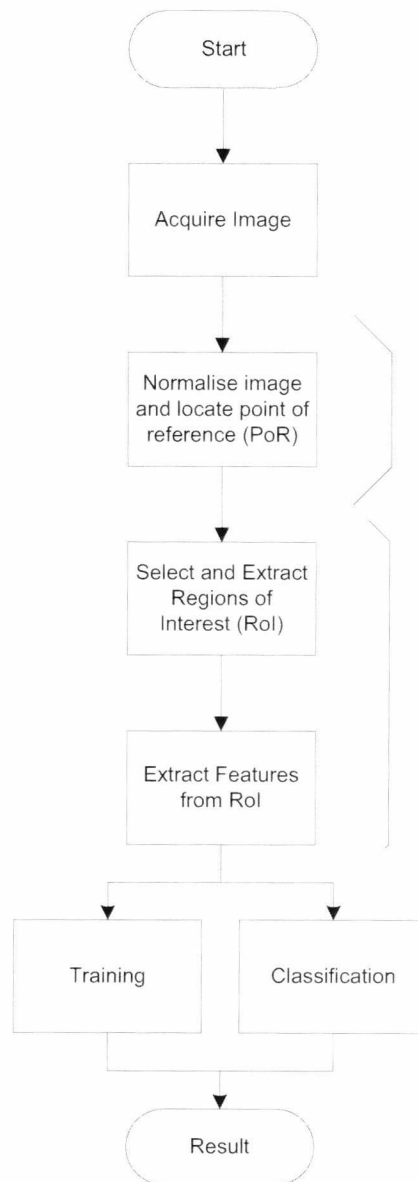 Start
Acquire Image
Normalise image
and locate point of
reference (PoR)
Select and Extract
Regions of
Interest (RoI)
Extract Features
from RoI
Training
Classification
Result